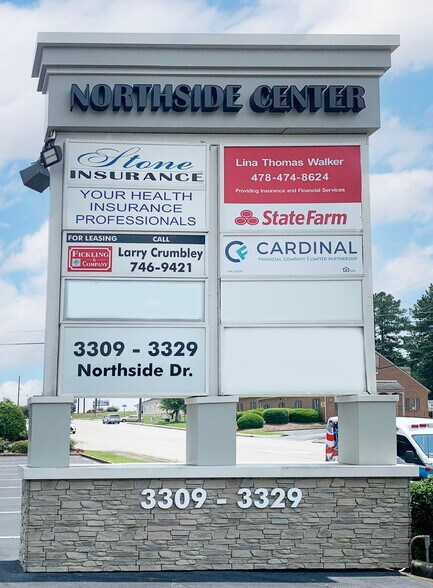 NORTHSIDE CENTER
Stone
INSURANCE
YOUR HEALTH
INSURANCE
PROFESSIONALS
Lina Thomas Walker
478-474-8624
Providing Insurance and Financial Services
State Farm
FOR LEASING CALL
FICKLING
& COMPANY
Larry Crumbley
746-9421
CF CARDINAL
FINANCIAL COMPANY LIMITED PARTNERSHIP
3309 - 3329
Northside Dr.
3309 - 3329